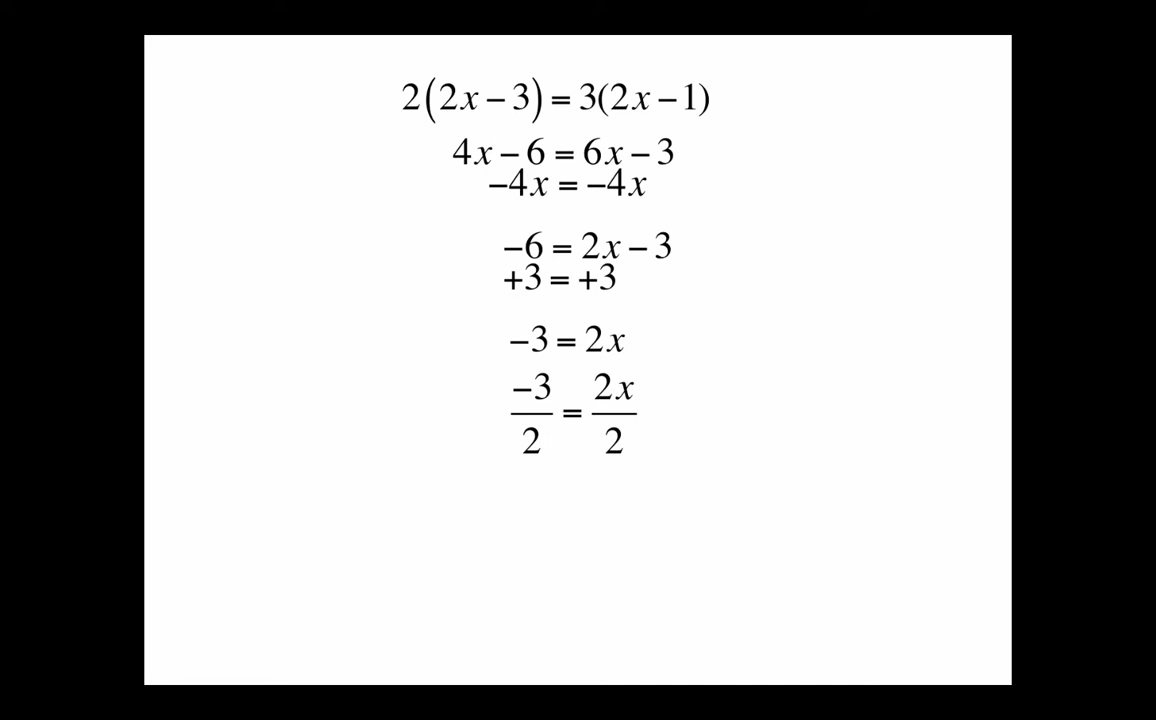 2(2x − 3) = 3(2x − 1)
4x − 6 = 6x − 3
−4x = −4x
−6 = 2x − 3
+3 = +3
−3 = 2x
−3/2 = 2x/2